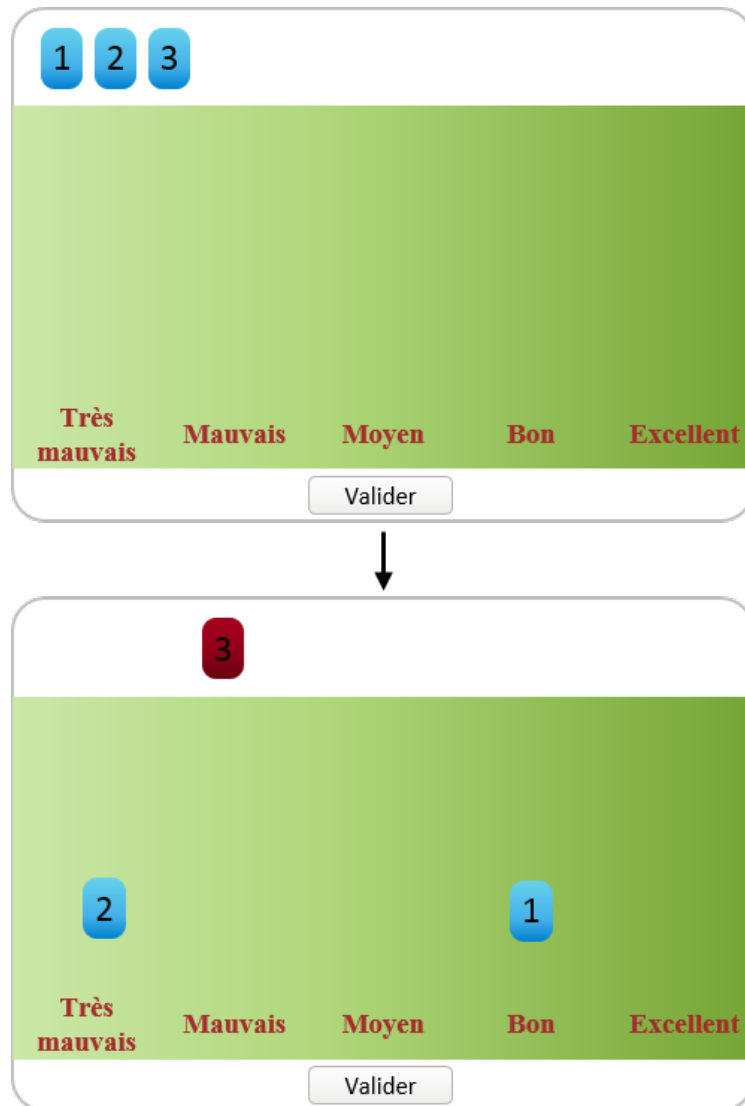 1 2 3
Très
mauvais Mauvais Moyen Bon Excellent
Valider
3
2 1
Très
mauvais Mauvais Moyen Bon Excellent
Valider